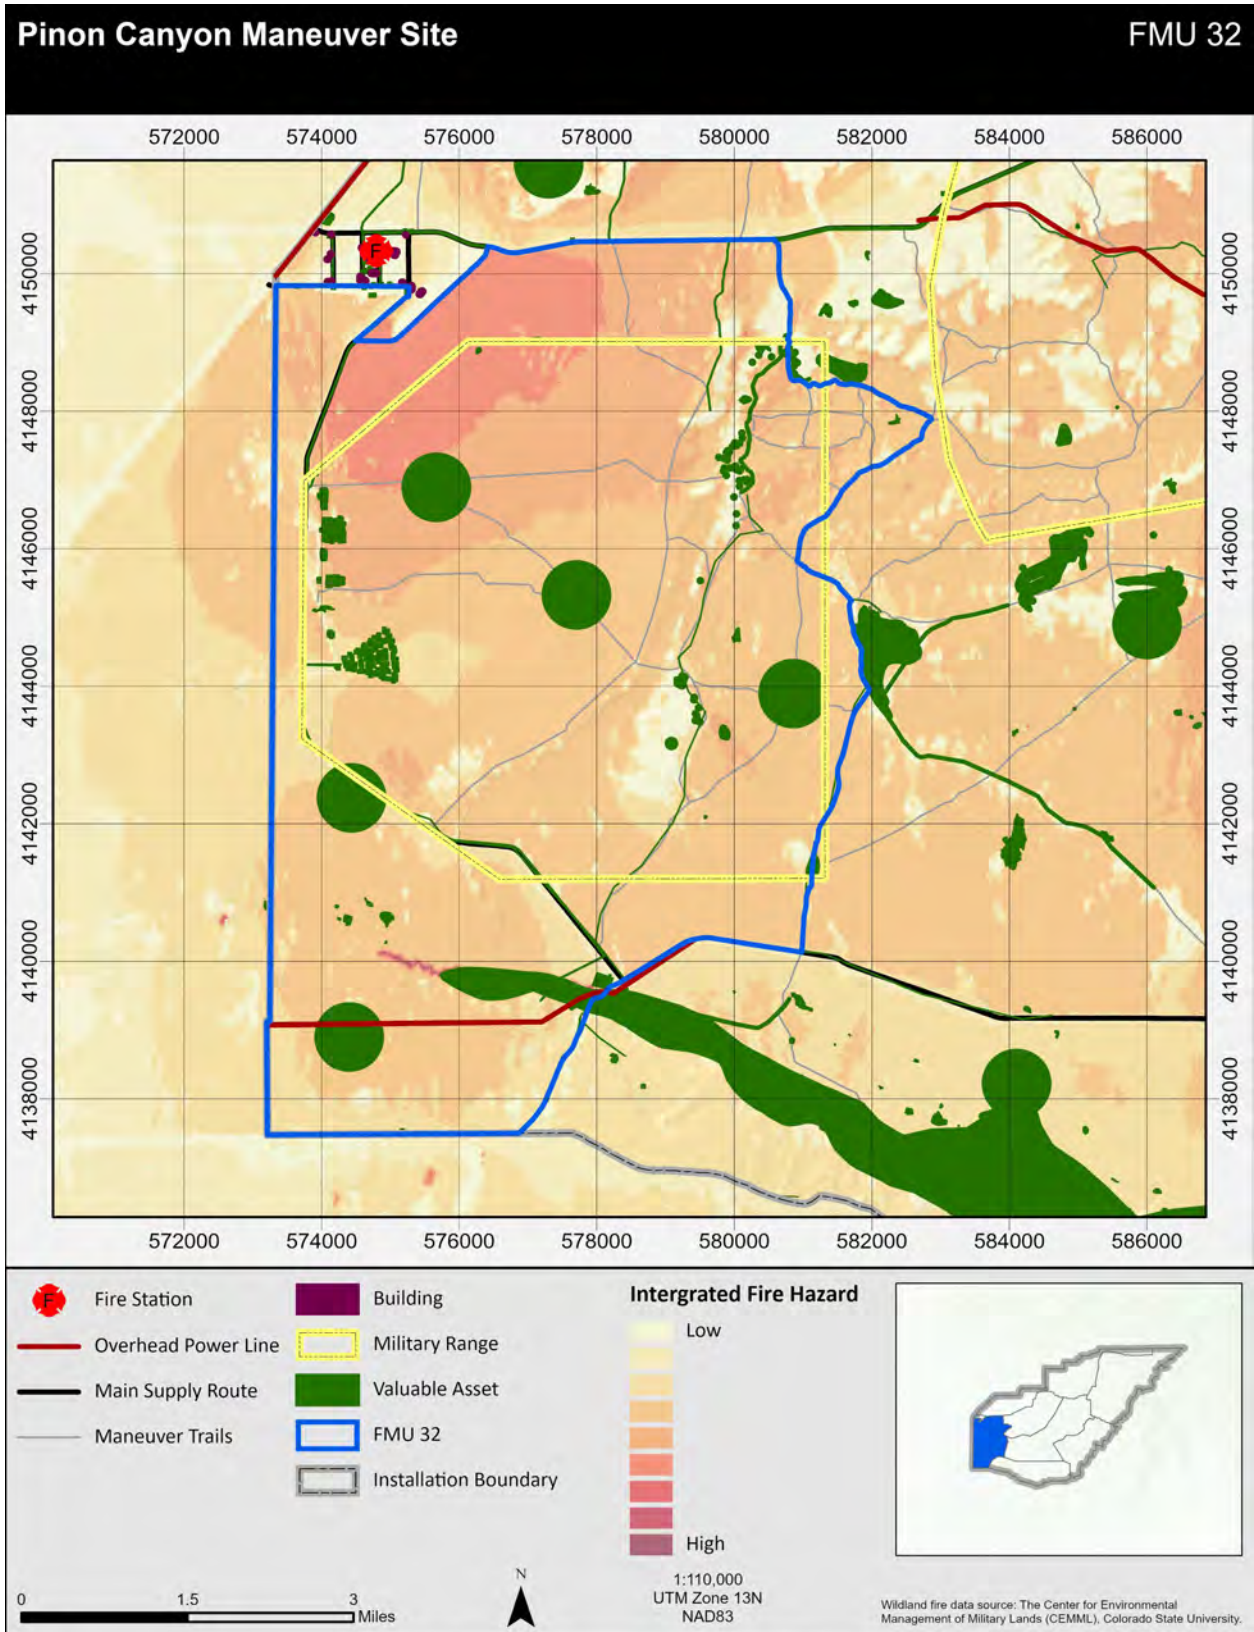 Pinon Canyon Maneuver Site
FMU 32
572000 574000 576000 578000 580000 582000 584000 586000
4150000 4150000
F
4148000 4148000
4146000 4146000
4144000 4144000
4142000 4142000
4140000 4140000
4138000 4138000
572000 574000 576000 578000 580000 582000 584000 586000
F Fire Station
Overhead Power Line
Main Supply Route
Maneuver Trails
Building
Military Range
Valuable Asset
FMU 32
Installation Boundary
Intergrated Fire Hazard
Low
High
0 1.5 3
Miles
N
1:110,000
UTM Zone 13N
NAD83
Wildland fire data source: The Center for Environmental
Management of Military Lands (CEMML), Colorado State University.